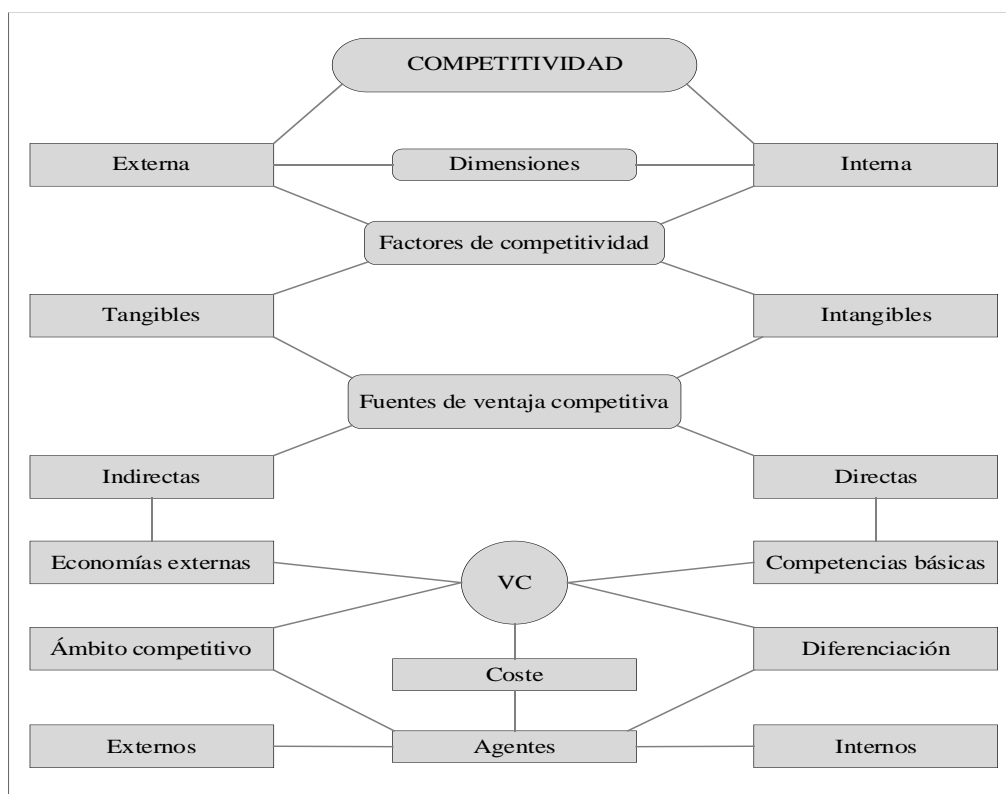 COMPETITIVIDAD
Externa
Dimensiones
Interna
Factores de competitividad
Tangibles
Intangibles
Fuentes de ventaja competitiva
Indirectas
Directas
Economías externas
VC
Competencias básicas
Ámbito competitivo
Coste
Diferenciación
Externos
Agentes
Internos